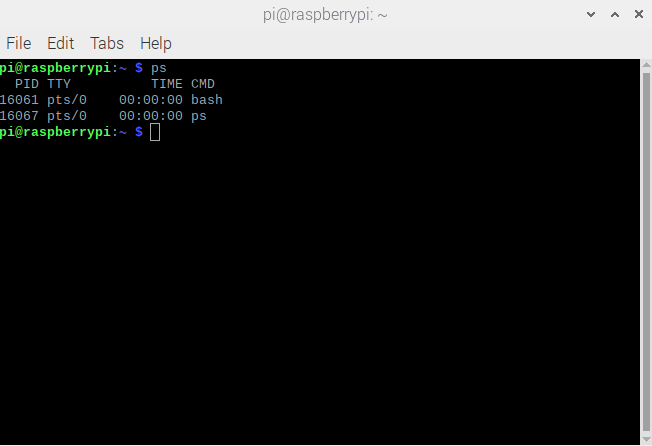 pi@raspberrypi: ~
File Edit Tabs Help
pi@raspberrypi:~ $ ps
  PID TTY          TIME CMD
16061 pts/0    00:00:00 bash
16067 pts/0    00:00:00 ps
pi@raspberrypi:~ $